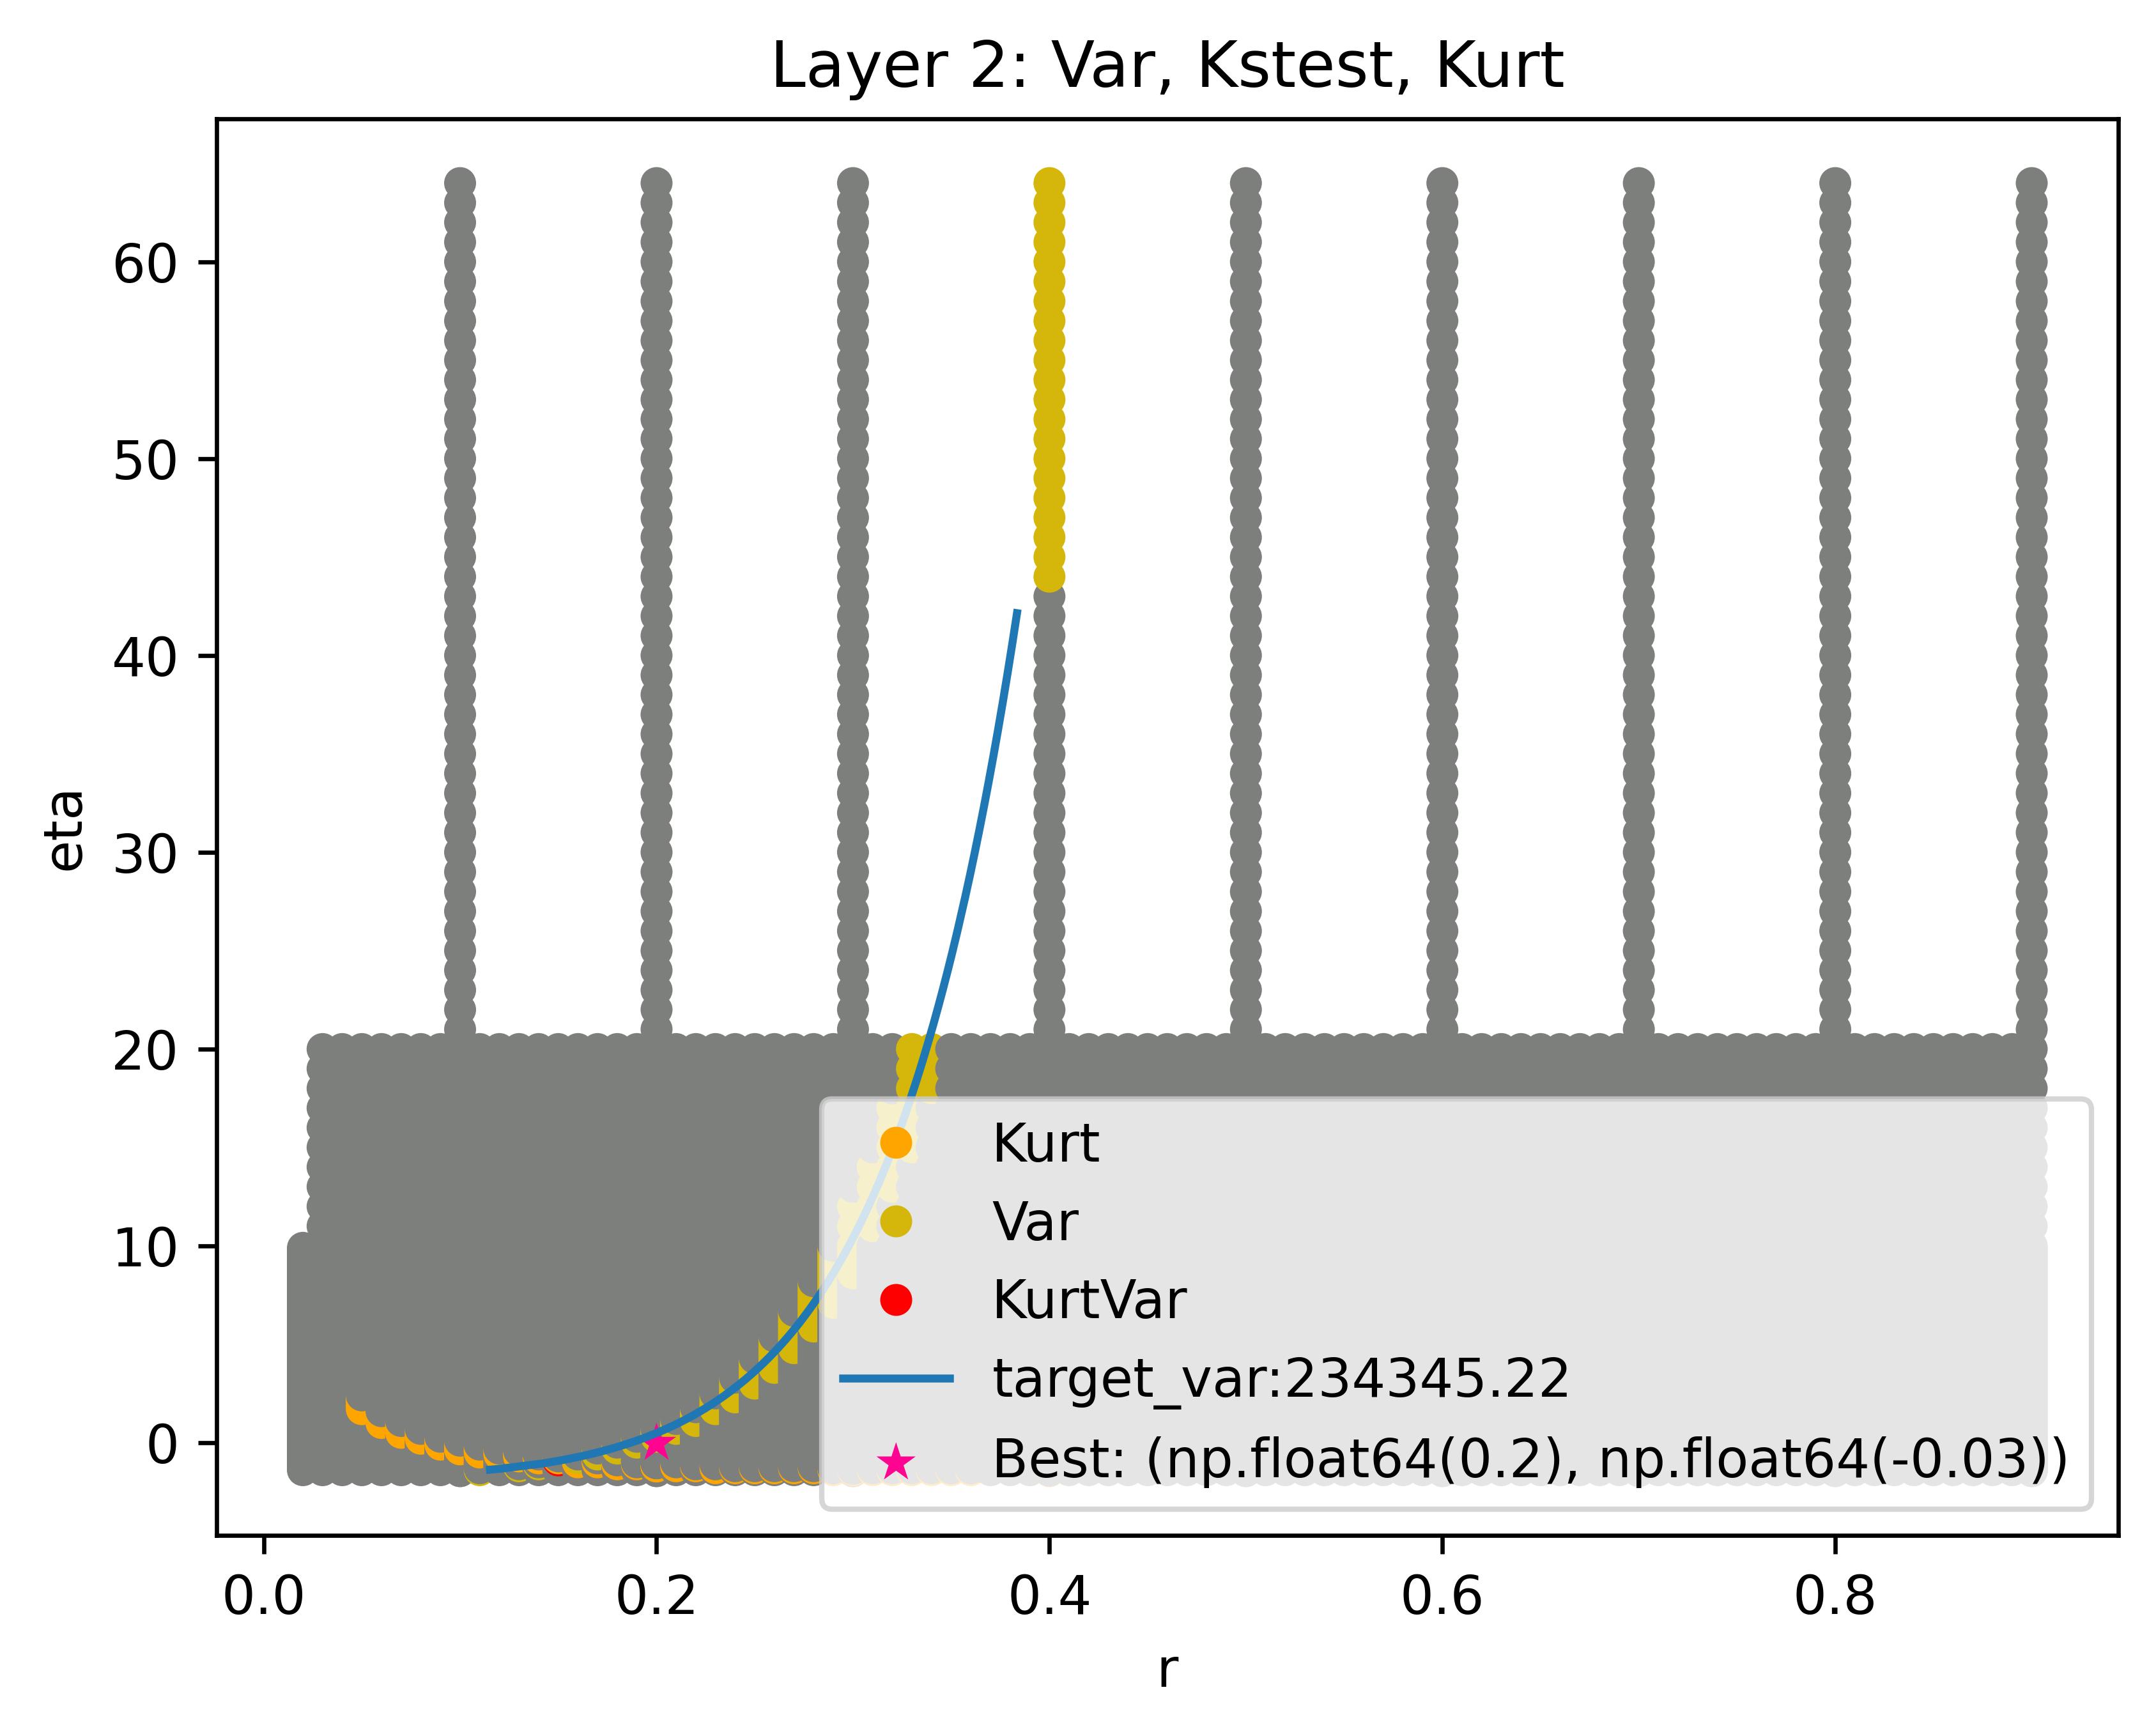 Layer 2: Var, Kstest, Kurt
60
50
40
30
20
10
0
eta
Kurt
Var
KurtVar
target_var:234345.22
Best: (np.float64(0.2), np.float64(-0.03))
0.0 0.2 0.4 0.6 0.8
r